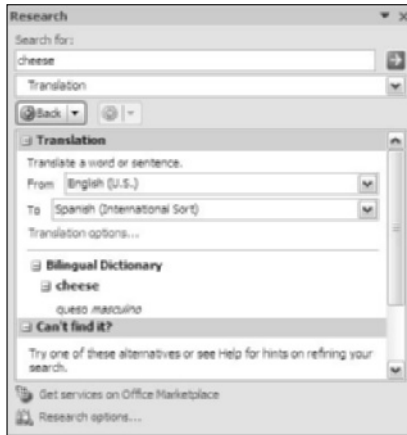 Research
Search for:
cheese
Translation
Back
Translation
Translate a word or sentence.
From English (U.S.)
To Spanish (International Sort)
Translation options...
Bilingual Dictionary
cheese
queso masculino
Can't find it?
Try one of these alternatives or see Help for hints on refining your
search.
Get services on Office Marketplace
Research options...